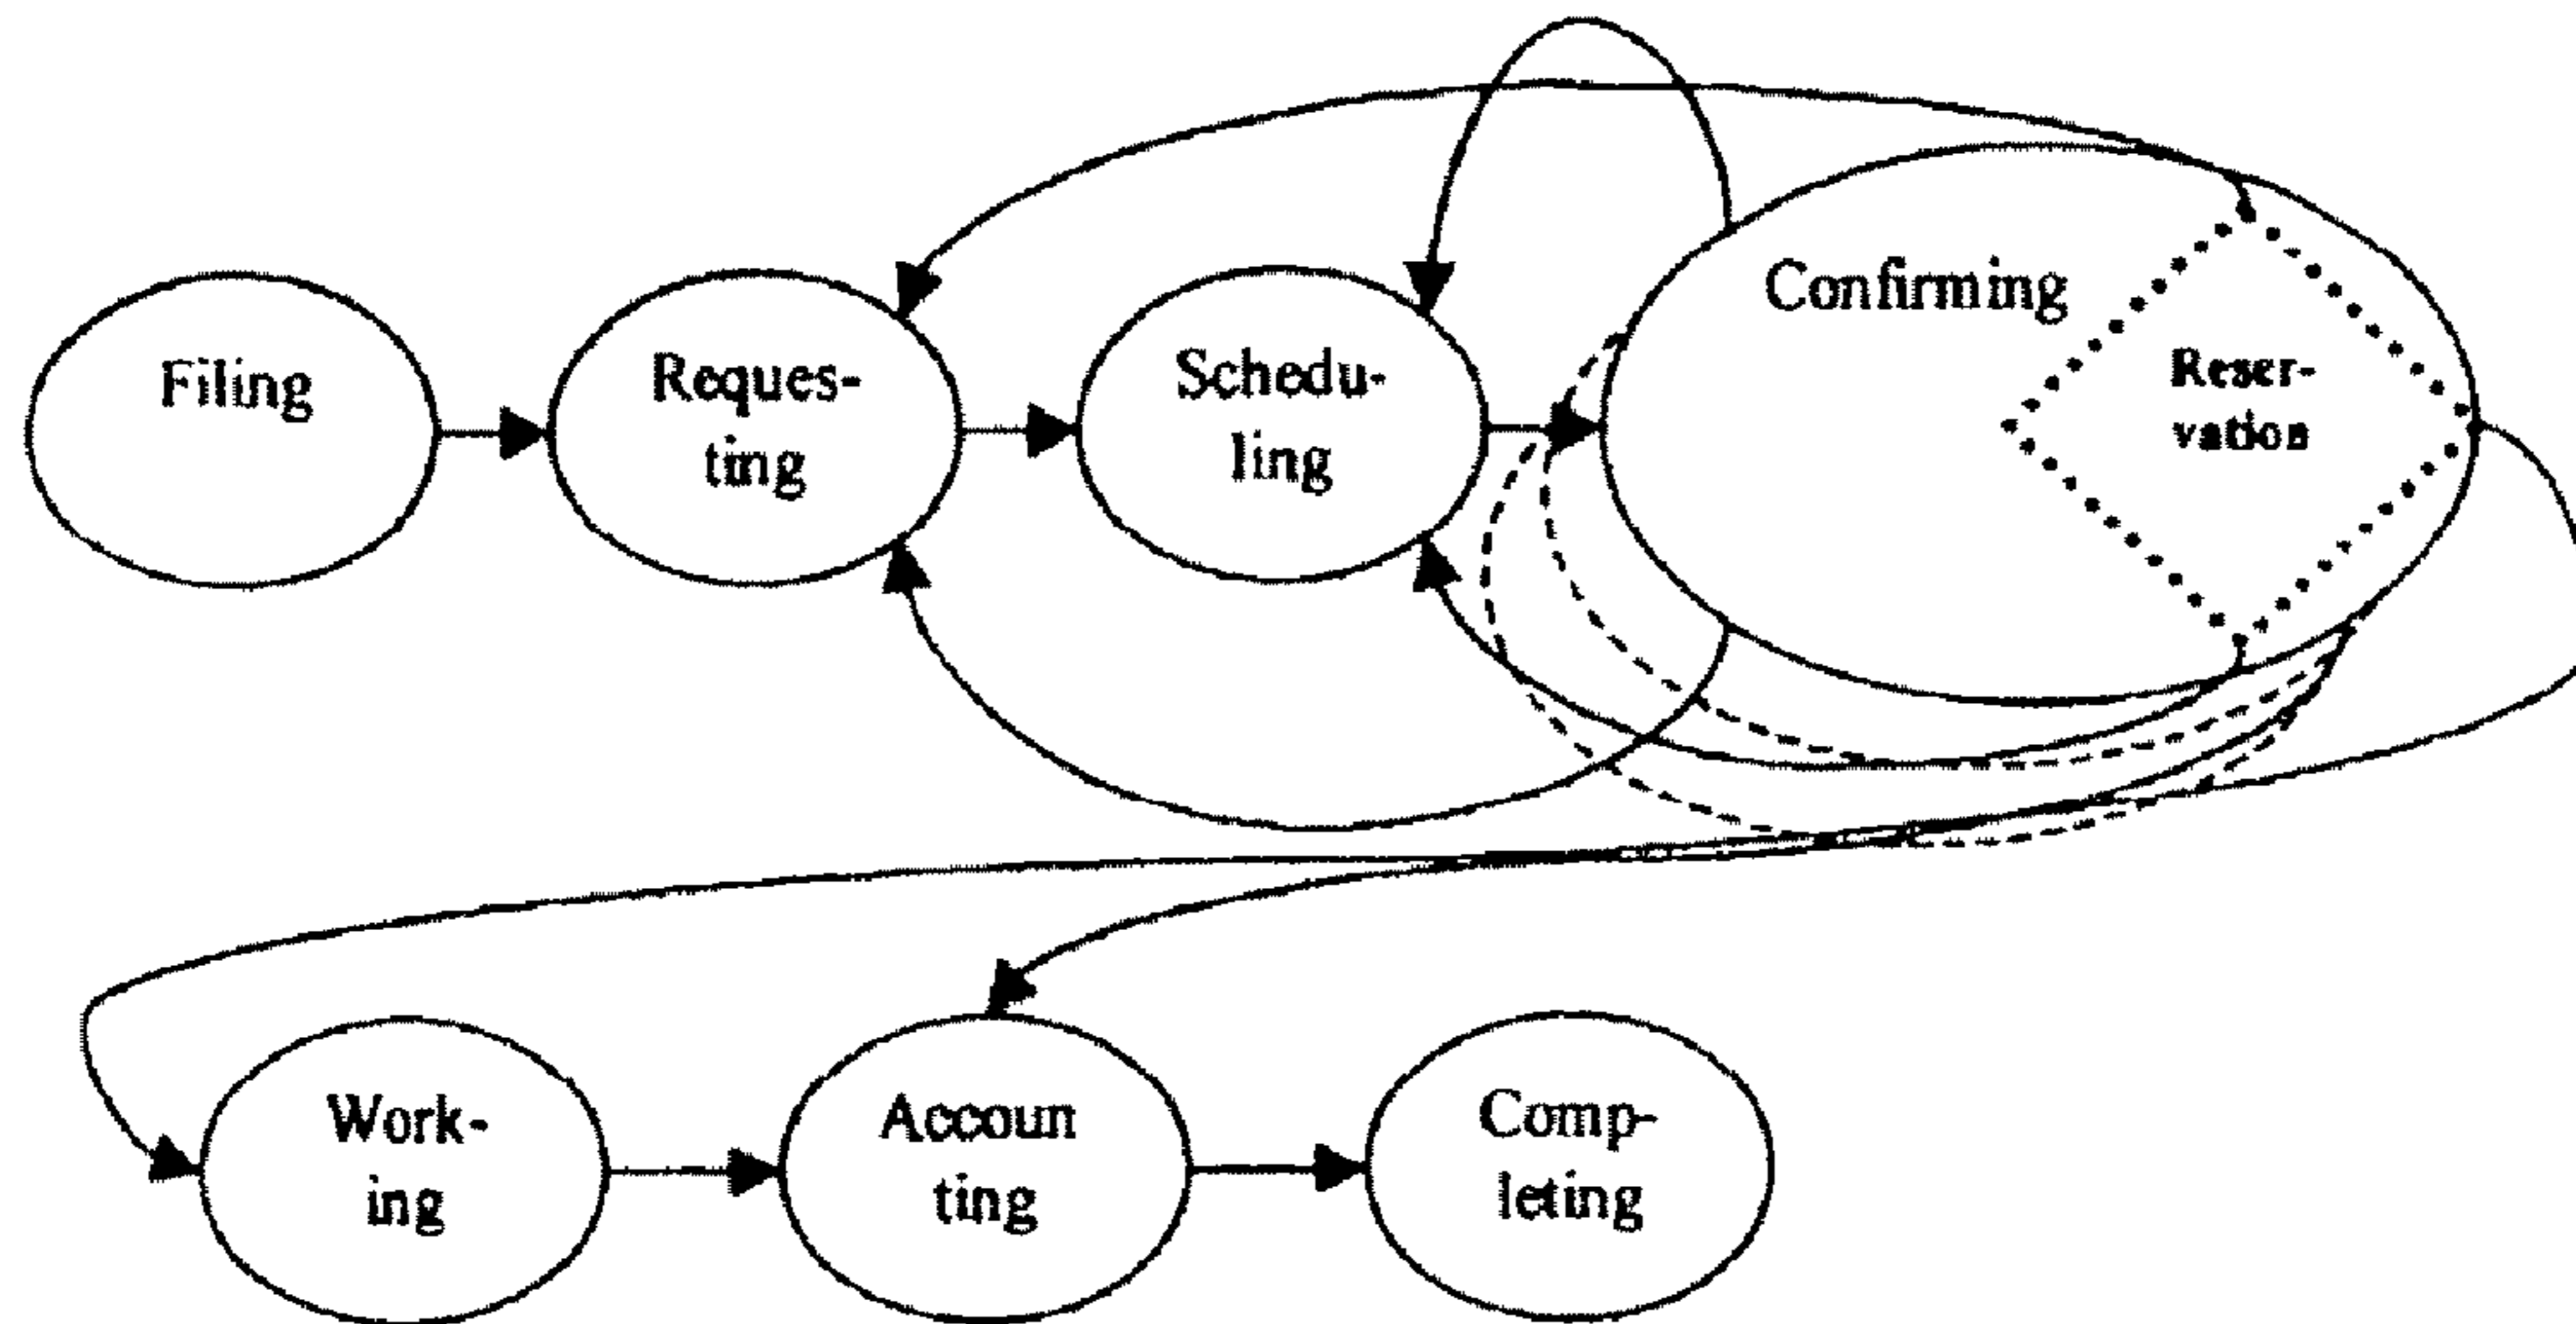 Filing
Reques-
ting
Schedu-
ling
Confirming
Reser-
vation
Work-
ing
Accoun
ting
Comp-
leting